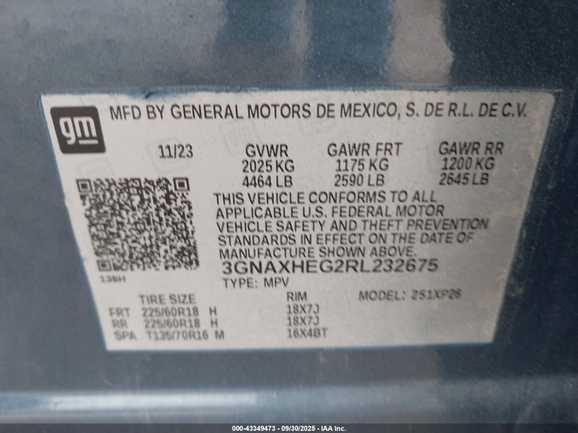 gm
MFD BY GENERAL MOTORS DE MEXICO, S. DE R.L. DE C.V.
11/23 GVWR GAWR FRT GAWR RR
2025 KG 1175 KG 1200 KG
4464 LB 2590 LB 2645 LB
THIS VEHICLE CONFORMS TO ALL
APPLICABLE U.S. FEDERAL MOTOR
VEHICLE SAFETY AND THEFT PREVENTION
STANDARDS IN EFFECT ON THE DATE OF
MANUFACTURE SHOWN ABOVE.
3GNAXHEG2RL232675
138H
TYPE: MPV
TIRE SIZE RIM MODEL: 2S1XP26
FRT 225/60R18 H 18X7J
RR 225/60R18 H 18X7J
SPA T135/70R16 M 16X4BT
000-43349473 - 09/30/2025 - IAA Inc.